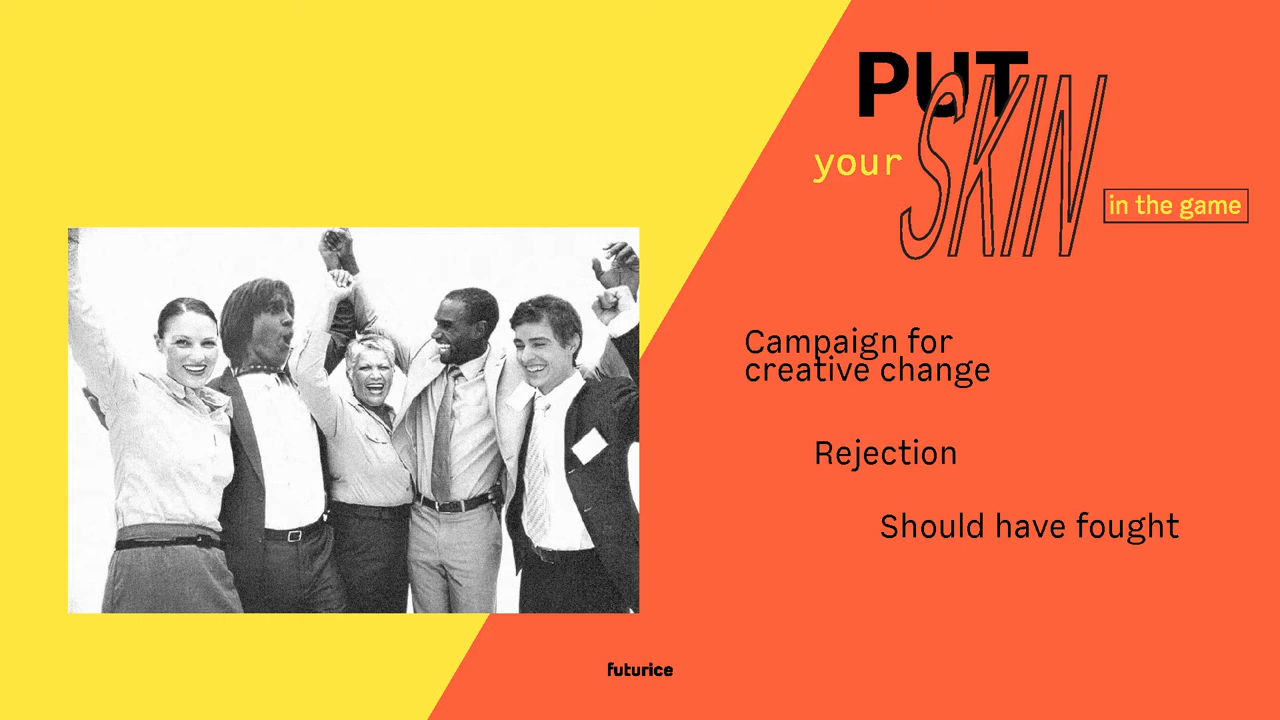 PUT
your SKIN
in the game
Campaign for
creative change
Rejection
Should have fought
futurice